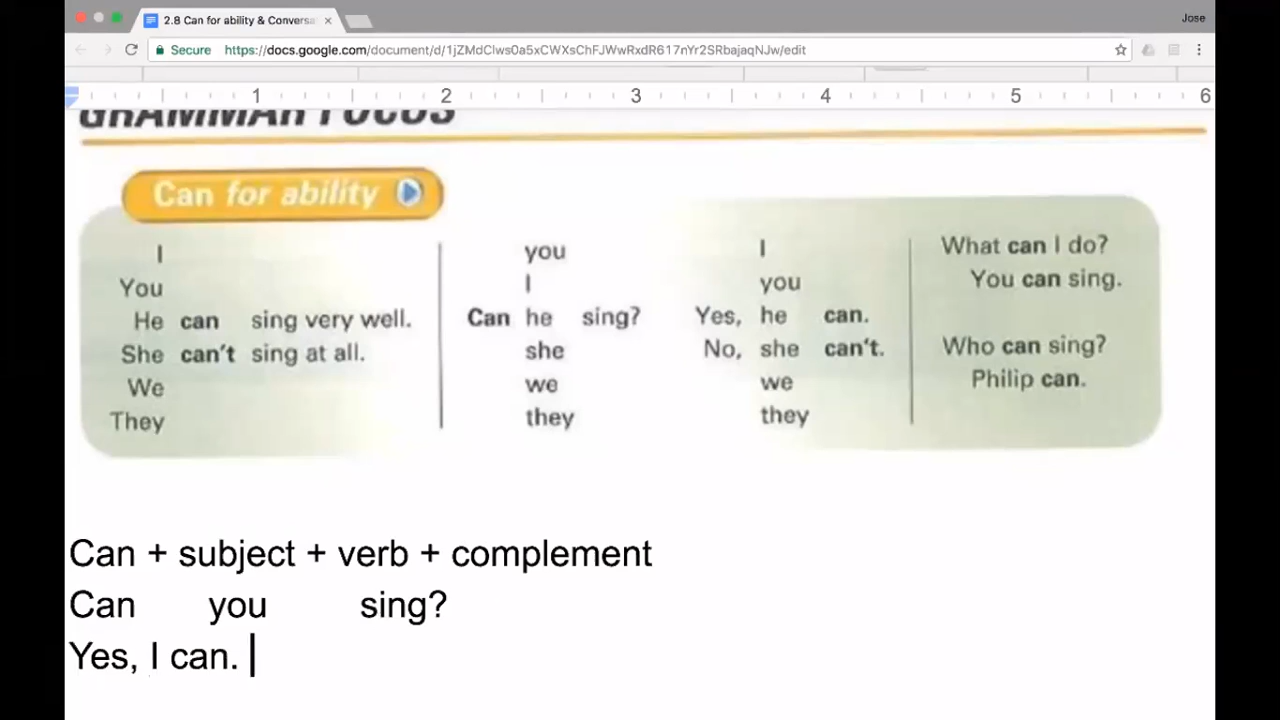 2.8 Can for ability & Conversa
Jose
Secure https://docs.google.com/document/d/1jZMdClws0a5xCWXsChFJWwRxdR617nYr2SRbajaqNJw/edit
1 2 3 4 5 6
GRAMMAR FOCUS
Can for ability
I
You
He can sing very well.
She can't sing at all.
We
They
you
I
Can he sing?
she
we
they
I
you
Yes, he can.
No, she can't.
we
they
What can I do?
You can sing.
Who can sing?
Philip can.
Can + subject + verb + complement
Can you sing?
Yes, I can.